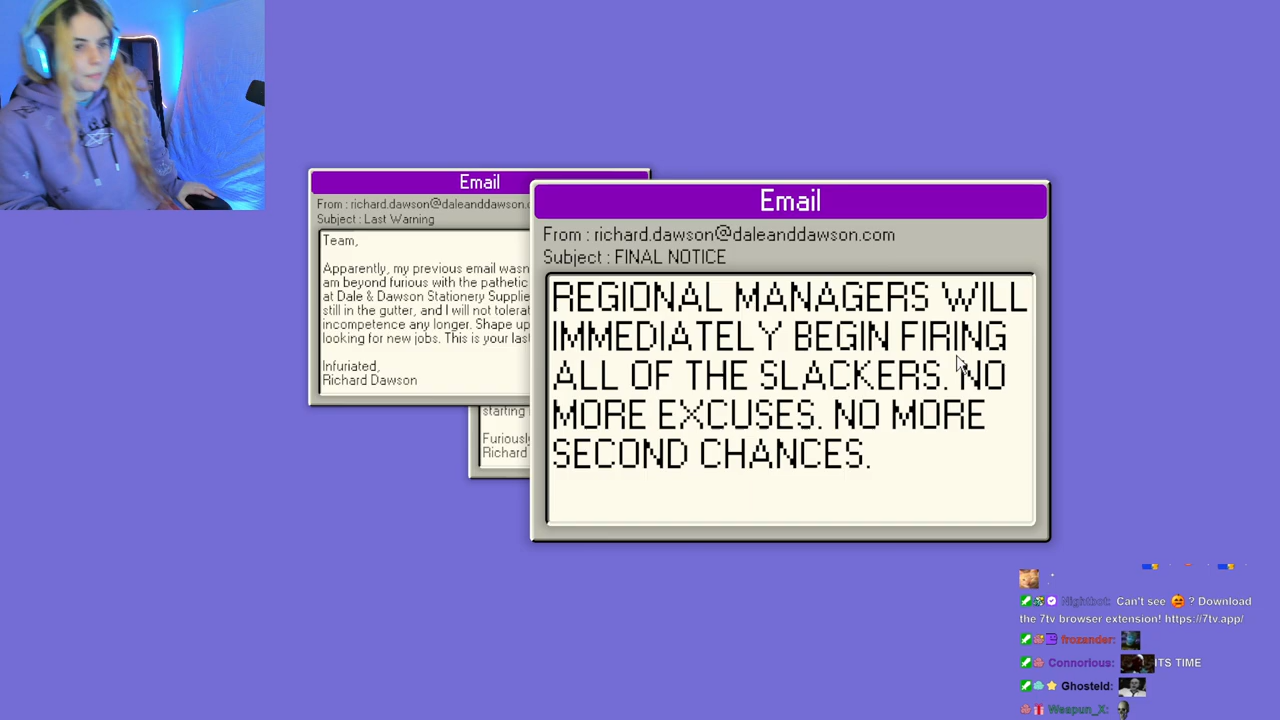 Email
From : richard.dawson@daleanddawson.c
Subject : Last Warning
Team,
Apparently, my previous email wasn
am beyond furious with the pathetic
at Dale & Dawson Stationery Supplie
still in the gutter, and I will not tolerat
incompetence any longer. Shape up
looking for new jobs. This is your last
Infuriated,
Richard Dawson
starting
Furiously
Richard
Email
From : richard.dawson@daleanddawson.com
Subject : FINAL NOTICE
REGIONAL MANAGERS WILL
IMMEDIATELY BEGIN FIRING
ALL OF THE SLACKERS. NO
MORE EXCUSES. NO MORE
SECOND CHANCES.
Nightbot: Can't see ? Download
the 7tv browser extension! https://7tv.app/
frozander:
Connorious: ITS TIME
Ghosteld:
Weapun_X: